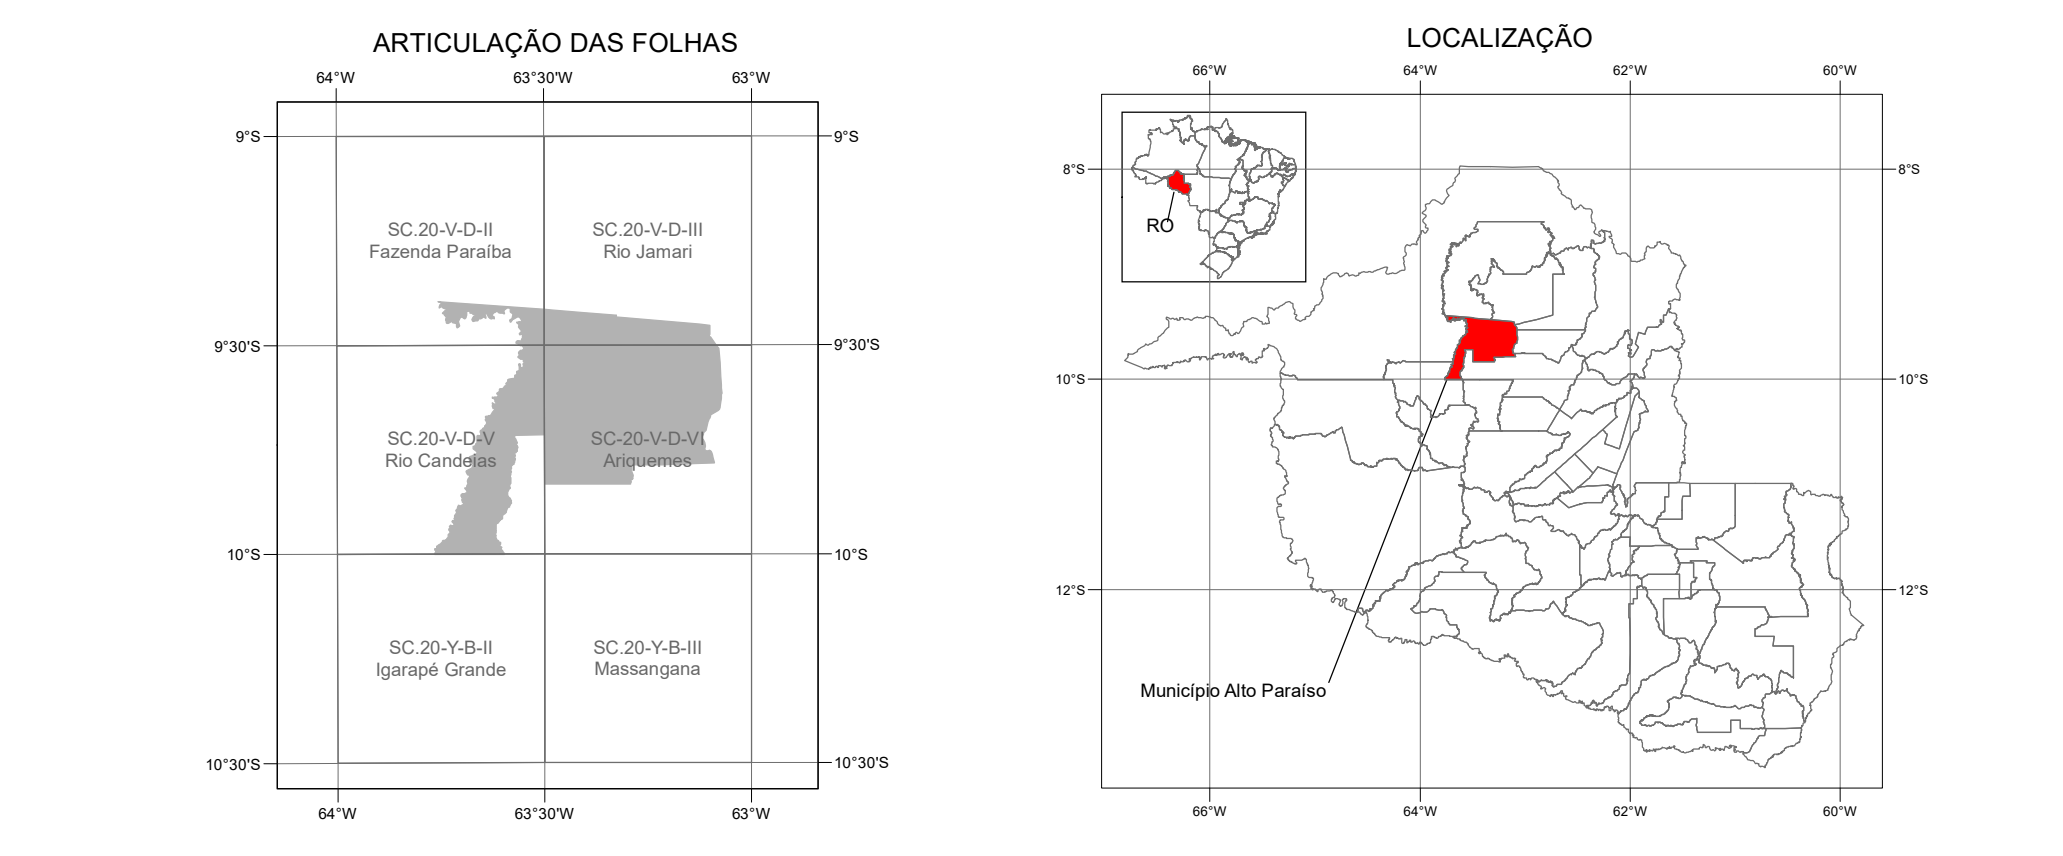 ARTICULAÇÃO DAS FOLHAS
64°W 63°30'W 63°W
9°S 9°S
SC.20-V-D-II SC.20-V-D-III
Fazenda Paraíba Rio Jamari
9°30'S 9°30'S
SC.20-V-D-V SC-20-V-D-VI
Rio Candeias Ariquemes
10°S 10°S
SC.20-Y-B-II SC.20-Y-B-III
Igarapé Grande Massangana
10°30'S 10°30'S
64°W 63°30'W 63°W
LOCALIZAÇÃO
66°W 64°W 62°W 60°W
8°S 8°S
RO
10°S 10°S
12°S 12°S
Município Alto Paraíso
66°W 64°W 62°W 60°W